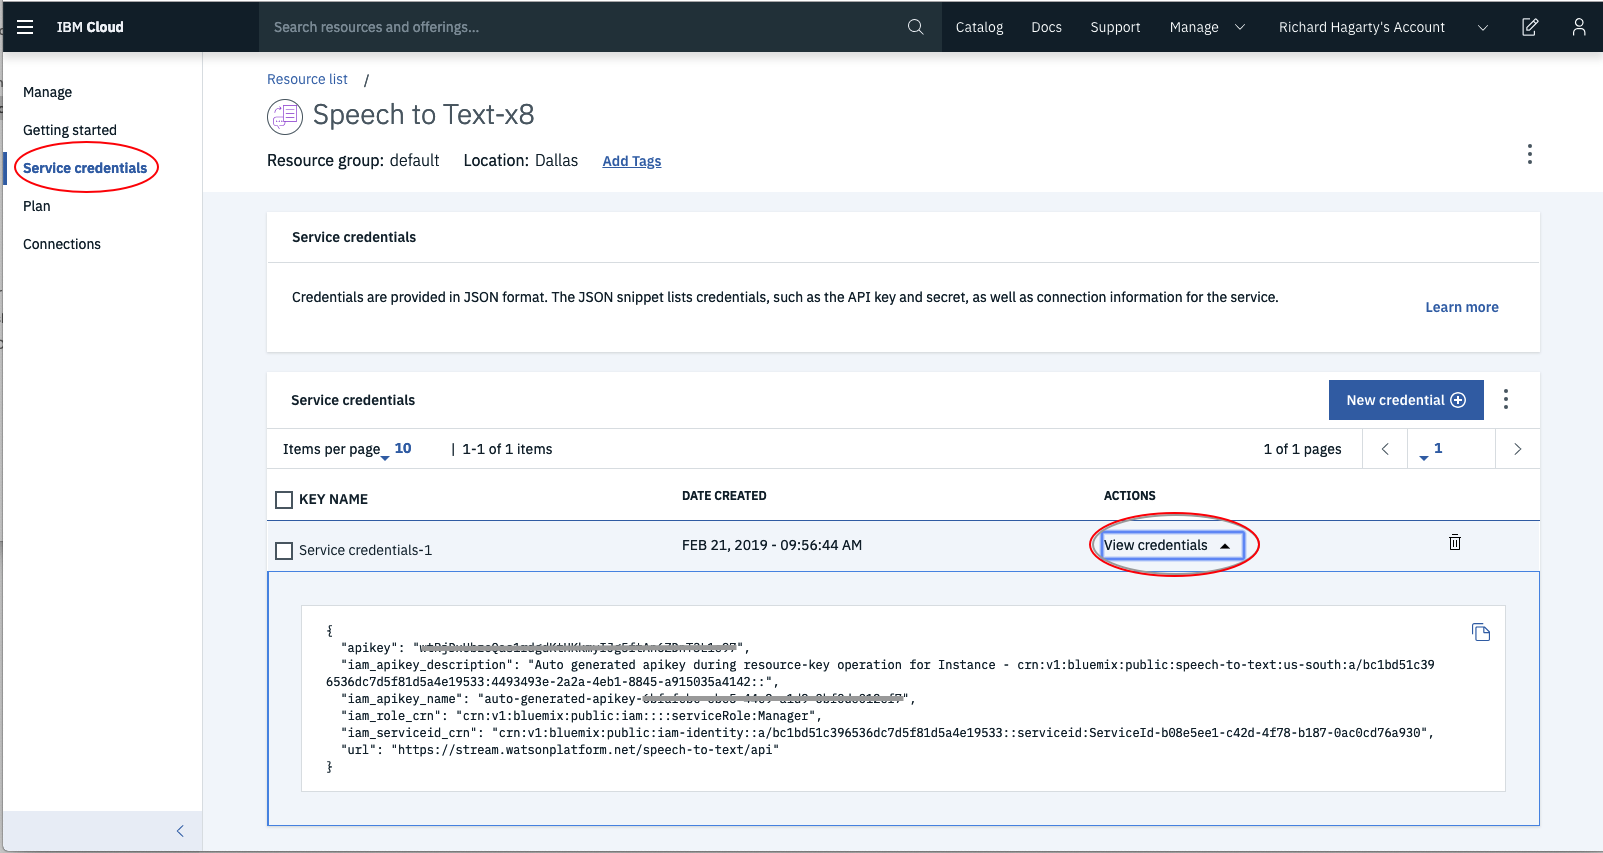 IBM Cloud
Search resources and offerings...
Catalog
Docs
Support
Manage
Richard Hagarty's Account
Manage
Getting started
Service credentials
Plan
Connections
Resource list /
Speech to Text-x8
Resource group: default Location: Dallas Add Tags
Service credentials
Credentials are provided in JSON format. The JSON snippet lists credentials, such as the API key and secret, as well as connection information for the service.
Learn more
Service credentials
New credential
Items per page 10 | 1-1 of 1 items
1 of 1 pages
1
KEY NAME
DATE CREATED
ACTIONS
Service credentials-1
FEB 21, 2019 - 09:56:44 AM
View credentials
{
"apikey": "
",
"iam_apikey_description": "Auto generated apikey during resource-key operation for Instance - crn:v1:bluemix:public:speech-to-text:us-south:a/bc1bd51c39
6536dc7d5f81d5a4e19533:4493493e-2a2a-4eb1-8845-a915035a4142::",
"iam_apikey_name": "auto-generated-apikey-
",
"iam_role_crn": "crn:v1:bluemix:public:iam::::serviceRole:Manager",
"iam_serviceid_crn": "crn:v1:bluemix:public:iam-identity::a/bc1bd51c396536dc7d5f81d5a4e19533::serviceid:ServiceId-b08e5ee1-c42d-4f78-b187-0ac0cd76a930",
"url": "https://stream.watsonplatform.net/speech-to-text/api"
}